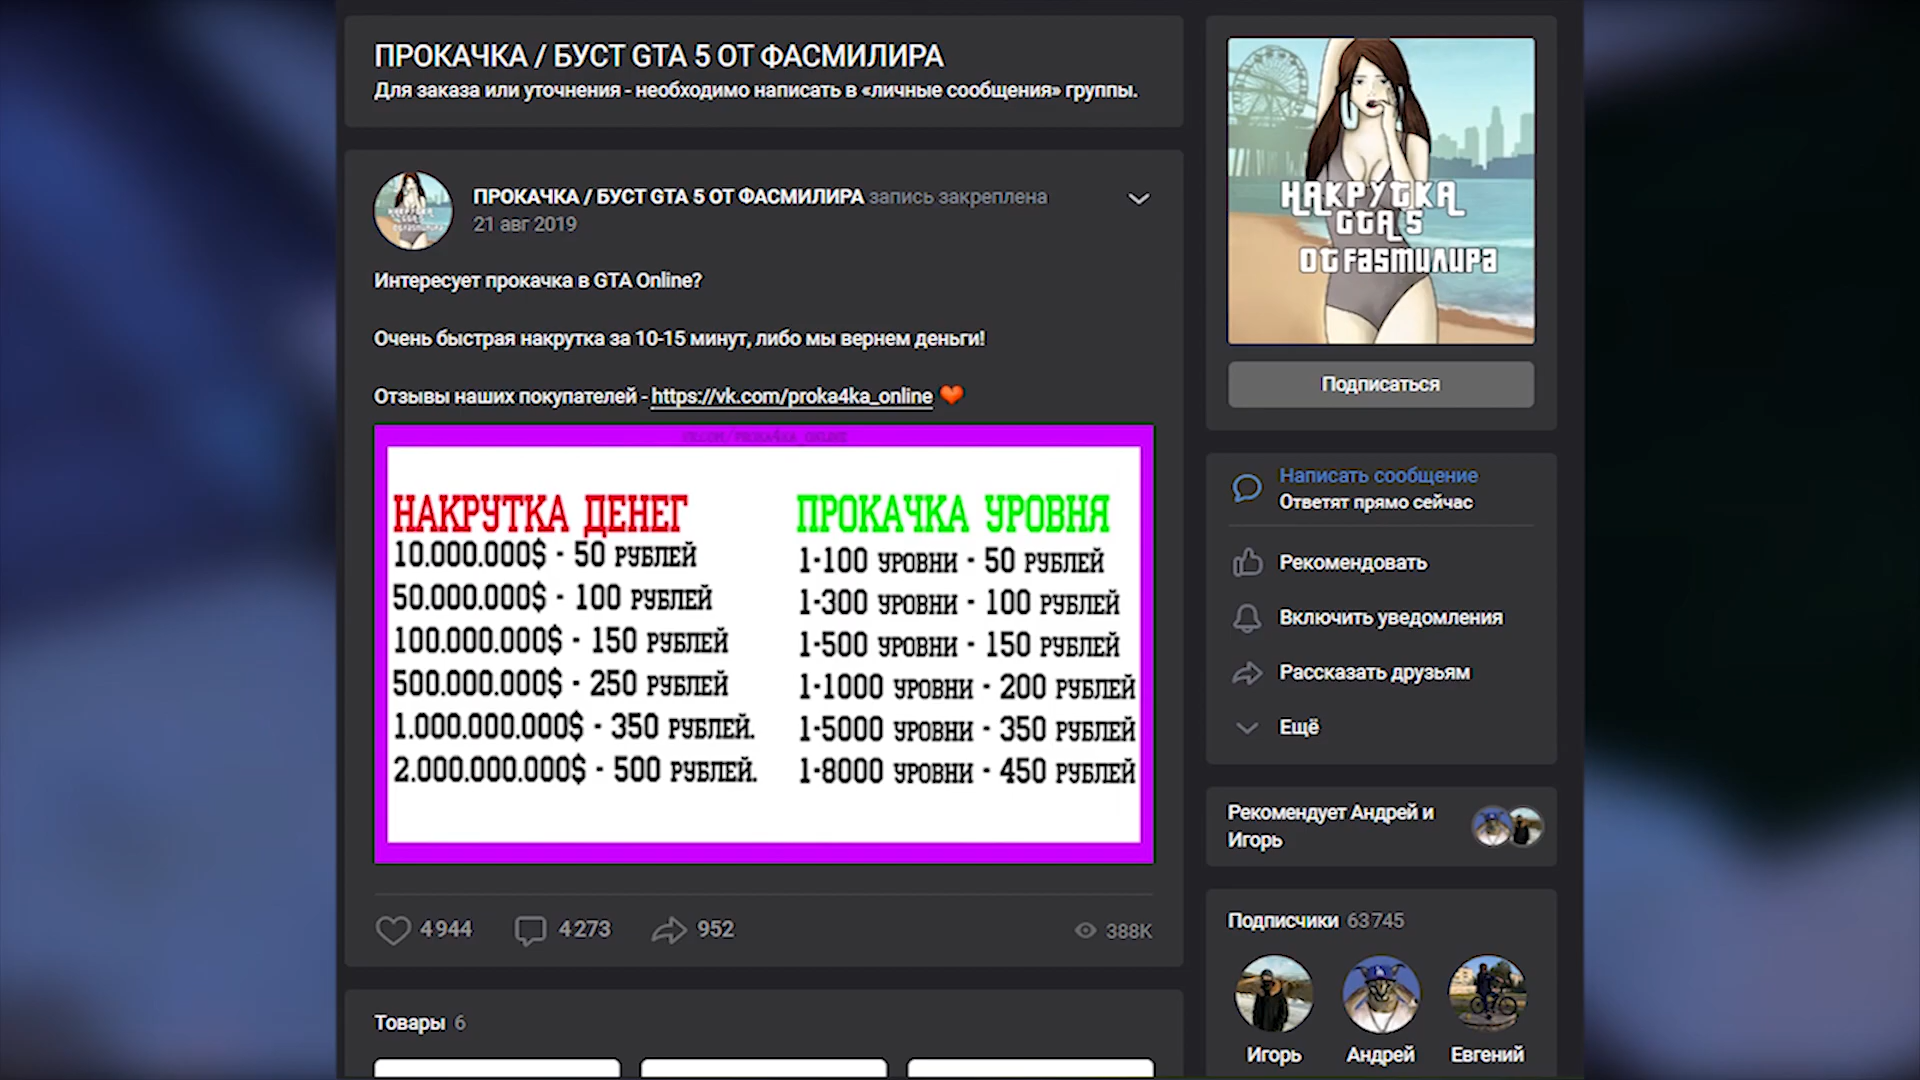 ПРОКАЧКА / БУСТ GTA 5 ОТ ФАСМИЛИРА
Для заказа или уточнения - необходимо написать в «личные сообщения» группы.
ПРОКАЧКА / БУСТ GTA 5 ОТ ФАСМИЛИРА запись закреплена
21 авг 2019
Интересует прокачка в GTA Online?
Очень быстрая накрутка за 10-15 минут, либо мы вернем деньги!
Отзывы наших покупателей - https://vk.com/proka4ka_online
VK.COM/PROKA4KA_ONLINE
НАКРУТКА ДЕНЕГ
10.000.000$ - 50 РУБЛЕЙ
50.000.000$ - 100 РУБЛЕЙ
100.000.000$ - 150 РУБЛЕЙ
500.000.000$ - 250 РУБЛЕЙ
1.000.000.000$ - 350 РУБЛЕЙ.
2.000.000.000$ - 500 РУБЛЕЙ.
ПРОКАЧКА УРОВНЯ
1-100 УРОВНИ - 50 РУБЛЕЙ
1-300 УРОВНИ - 100 РУБЛЕЙ
1-500 УРОВНИ - 150 РУБЛЕЙ
1-1000 УРОВНИ - 200 РУБЛЕЙ
1-5000 УРОВНИ - 350 РУБЛЕЙ
1-8000 УРОВНИ - 450 РУБЛЕЙ
4944 4273 952 388K
Товары 6
НАКРУТКА
GTA 5
ОТ FASMИЛИРА
Подписаться
Написать сообщение
Ответят прямо сейчас
Рекомендовать
Включить уведомления
Рассказать друзьям
Ещё
Рекомендует Андрей и
Игорь
Подписчики 63745
Игорь Андрей Евгений